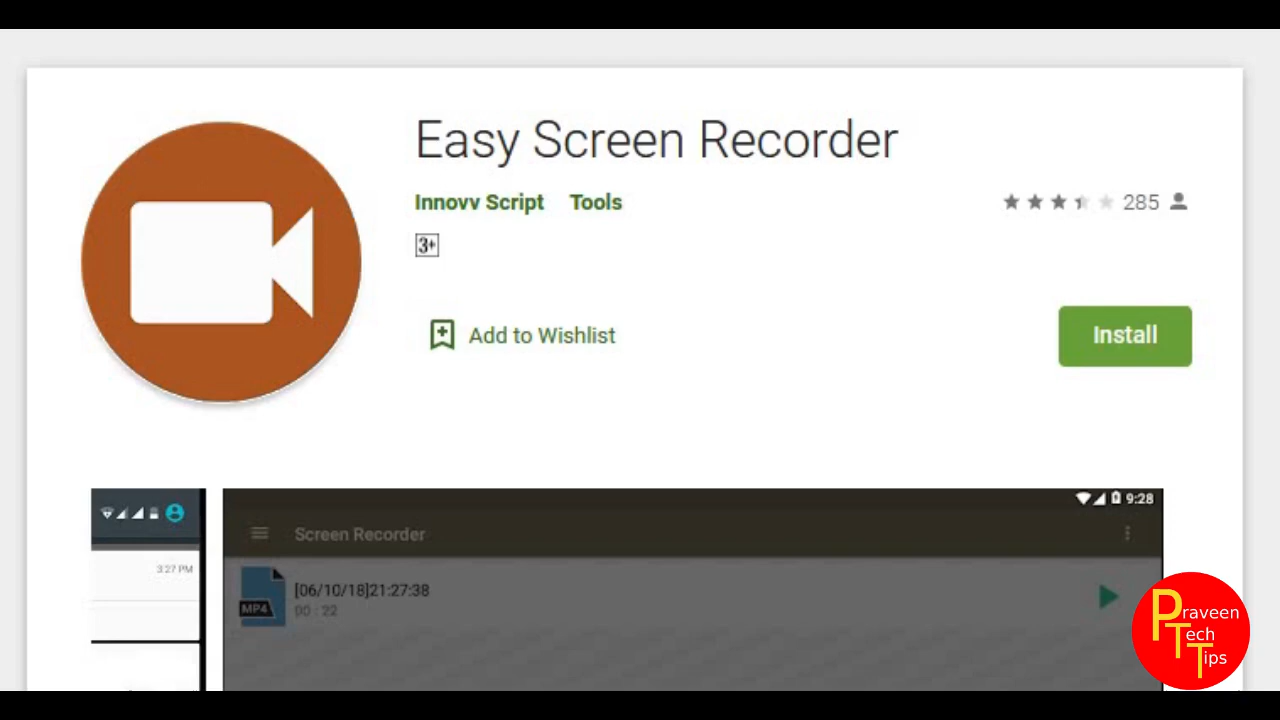 Easy Screen Recorder
Innovv Script Tools
285
3+
Add to Wishlist
Install
3:27 PM
9:28
Screen Recorder
[06/10/18]21:27:38
MP4
00 : 22
Praveen
Tech
Tips